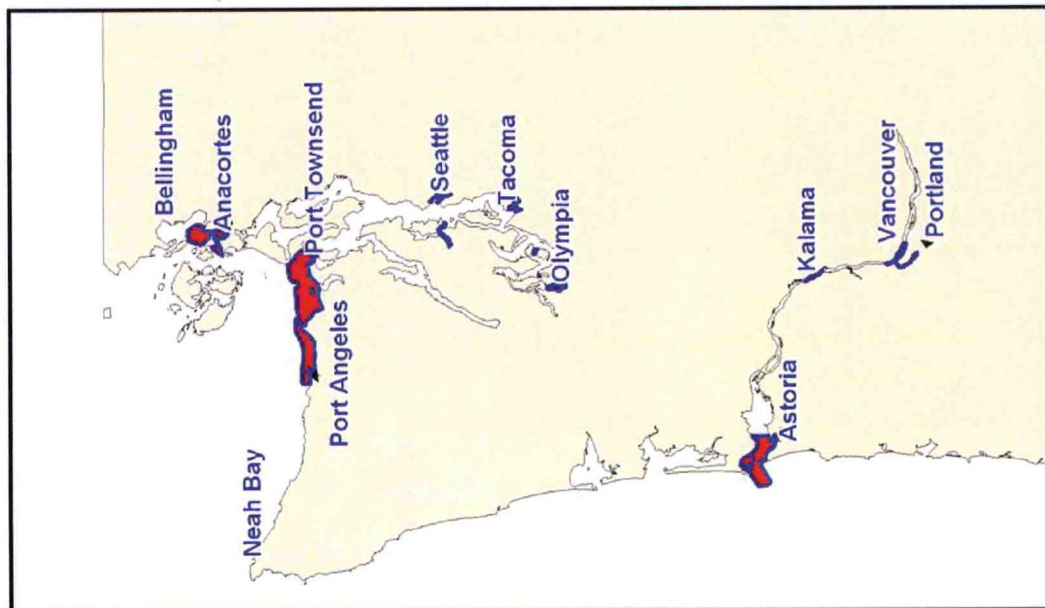 Bellingham
Anacortes
Port Townsend
Neah Bay
Port Angeles
Seattle
Tacoma
Olympia
Astoria
Kalama
Vancouver
Portland